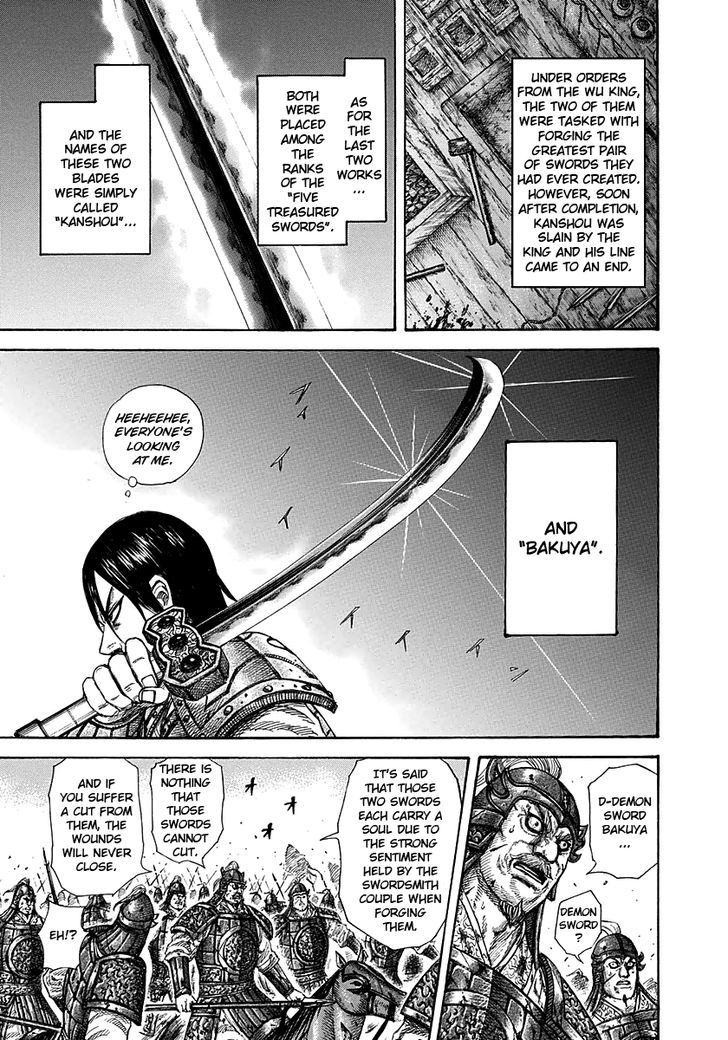 UNDER ORDERS
FROM THE WU KING,
THE TWO OF THEM
WERE TASKED WITH
FORGING THE
GREATEST PAIR
OF SWORDS THEY
HAD EVER CREATED.
HOWEVER, SOON
AFTER COMPLETION,
KANSHOU WAS
SLAIN BY THE
KING AND HIS LINE
CAME TO AN END.
AS FOR
THE LAST
TWO
WORKS
...
BOTH
WERE
PLACED
AMONG
THE
RANKS
OF THE
"FIVE
TREASURED
SWORDS".
AND THE
NAMES OF
THESE TWO
BLADES
WERE SIMPLY
CALLED
"KANSHOU"...
HEEHEEHEE,
EVERYONE'S
LOOKING
AT ME.
AND
"BAKUYA".
D-DEMON
SWORD
BAKUYA
...
DEMON
SWORD
?
IT'S SAID
THAT THOSE
TWO SWORDS
EACH CARRY A
SOUL DUE TO
THE STRONG
SENTIMENT
HELD BY THE
SWORDSMITH
COUPLE WHEN
FORGING
THEM.
THERE IS
NOTHING
THAT
THOSE
SWORDS
CANNOT
CUT.
AND IF
YOU SUFFER
A CUT FROM
THEM, THE
WOUNDS
WILL NEVER
CLOSE.
EH!?